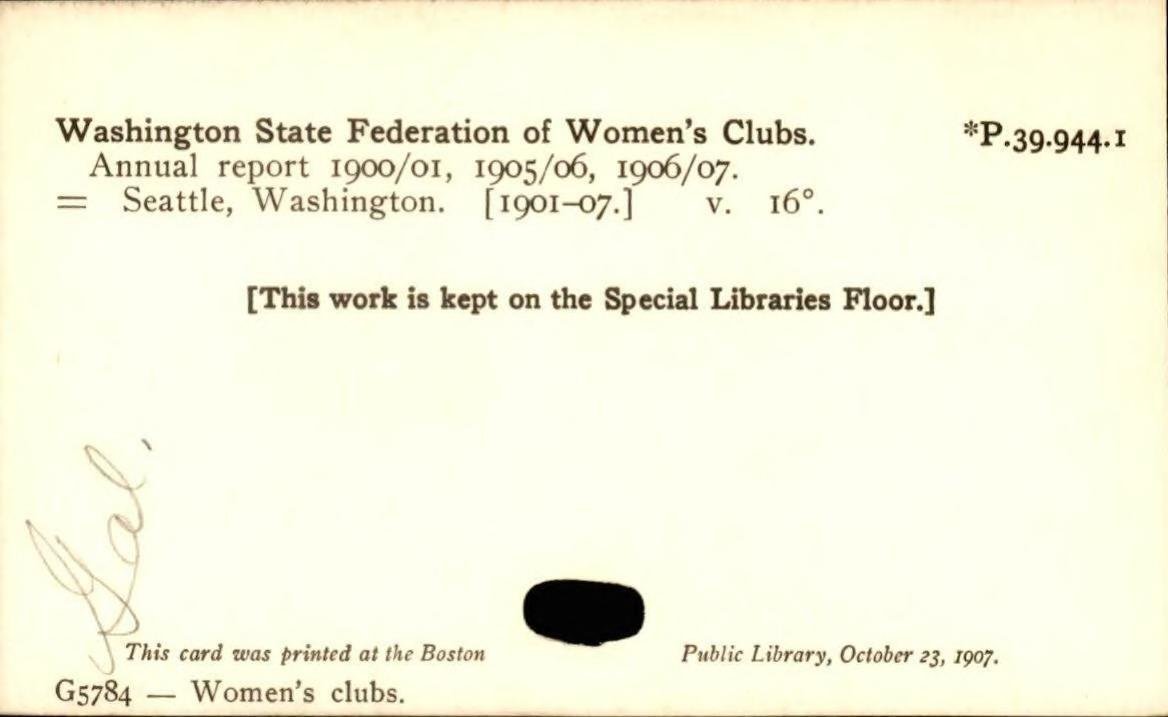 Washington State Federation of Women's Clubs. *P.39.944.1
Annual report 1900/01, 1905/06, 1906/07.
= Seattle, Washington. [1901–07.] v. 16°.
[This work is kept on the Special Libraries Floor.]
Gal.
This card was printed at the Boston Public Library, October 23, 1907.
G5784 — Women's clubs.